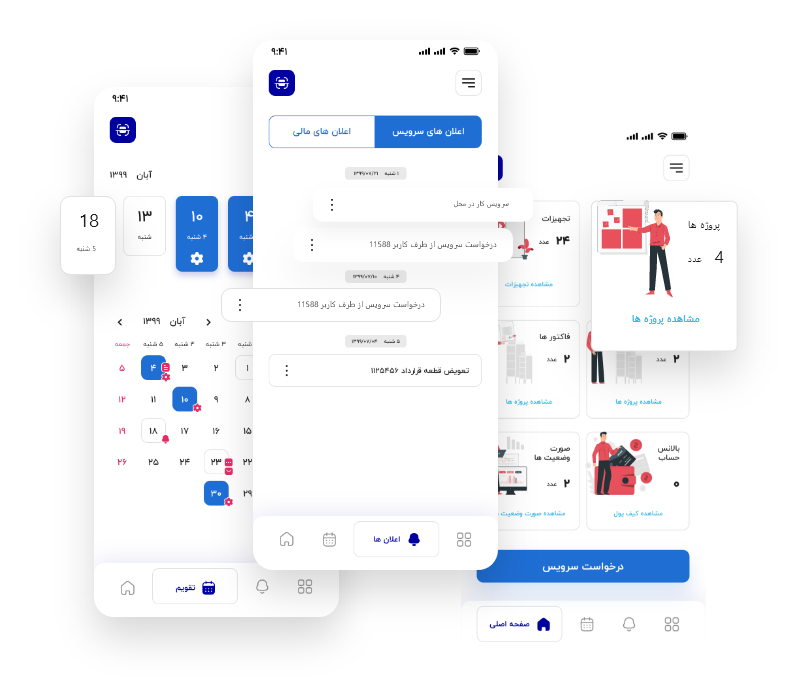 ۹:۴۱
اعلان های سرویس
اعلان های مالی
۱ شنبه ۱۳۹۹/۰۷/۲۱
سرویس کار در محل
درخواست سرویس از طرف کاربر 11588
۴ شنبه ۱۳۹۹/۰۷/۱۰
درخواست سرویس از طرف کاربر 11588
۵ شنبه ۱۳۹۹/۰۷/۰۴
تعویض قطعه قرارداد ۱۱۲۵۴۵۶
اعلان ها
۹:۴۱
آبان ۱۳۹۹
۴
شنبه
۱۰
۴ شنبه
۱۳
شنبه
18
۵ شنبه
آبان ۱۳۹۹
شنبه ۳ شنبه ۴ شنبه ۵ شنبه جمعه
۱ ۲ ۳ ۴ ۵
۸ ۹ ۱۰ ۱۱ ۱۲
۱۵ ۱۶ ۱۷ ۱۸ ۱۹
۲۲ ۲۳ ۲۴ ۲۵ ۲۶
۲۹ ۳۰
تقویم
پروژه ها
4 عدد
مشاهده پروژه ها
تجهیزات
۲۴ عدد
مشاهده تجهیزات
۲ عدد
مشاهده پروژه ها
فاکتور ها
۲ عدد
مشاهده پروژه ها
بالانس
حساب
۰
مشاهده کیف پول
صورت
وضعیت ها
۲ عدد
مشاهده صورت وضعیت
درخواست سرویس
صفحه اصلی